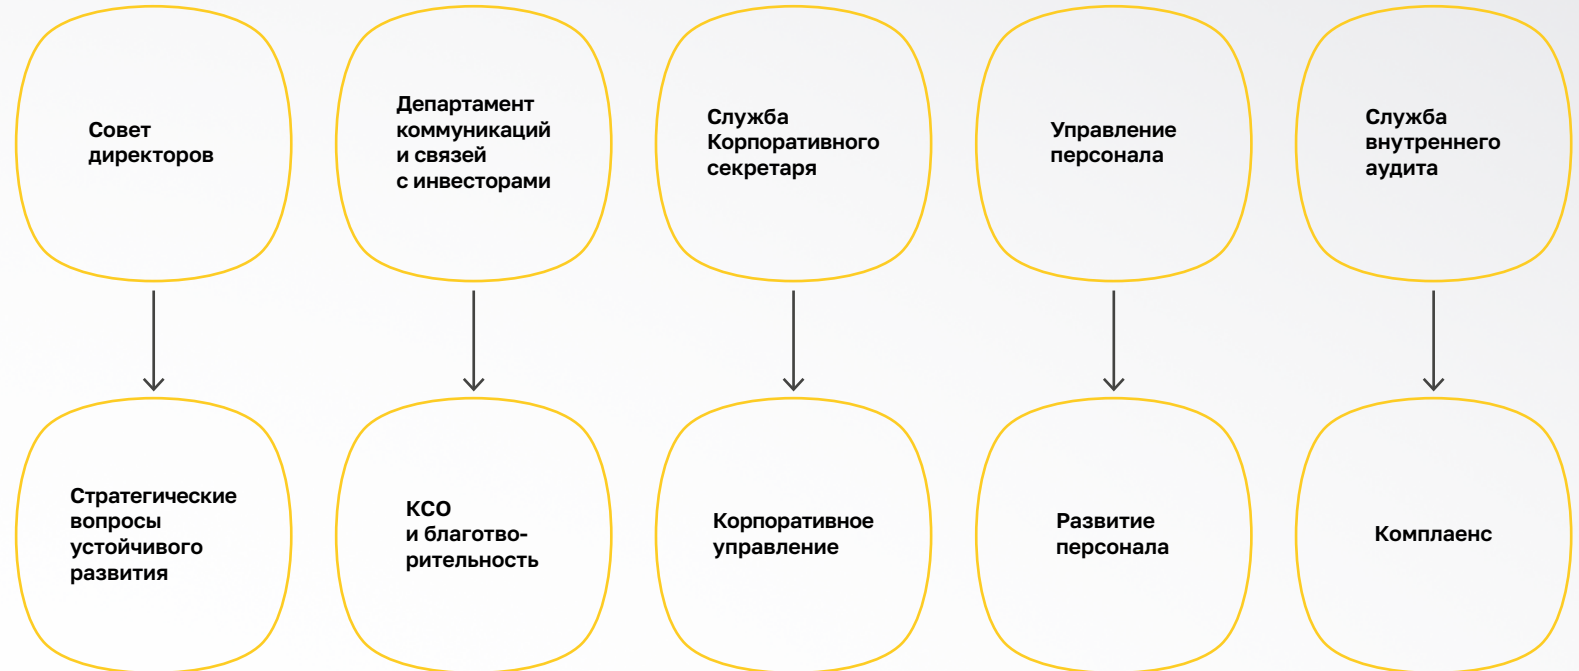 Совет
директоров
Департамент
коммуникаций
и связей
с инвесторами
Служба
Корпоративного
секретаря
Управление
персонала
Служба
внутреннего
аудита
Стратегические
вопросы
устойчивого
развития
КСО
и благотво-
рительность
Корпоративное
управление
Развитие
персонала
Комплаенс